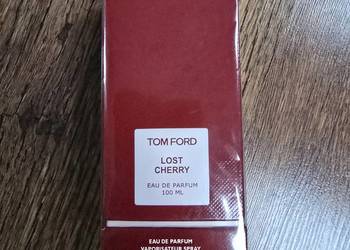 TOM FORD
LOST
CHERRY
EAU DE PARFUM
100 ML
EAU DE PARFUM
VAPORISATEUR SPRAY